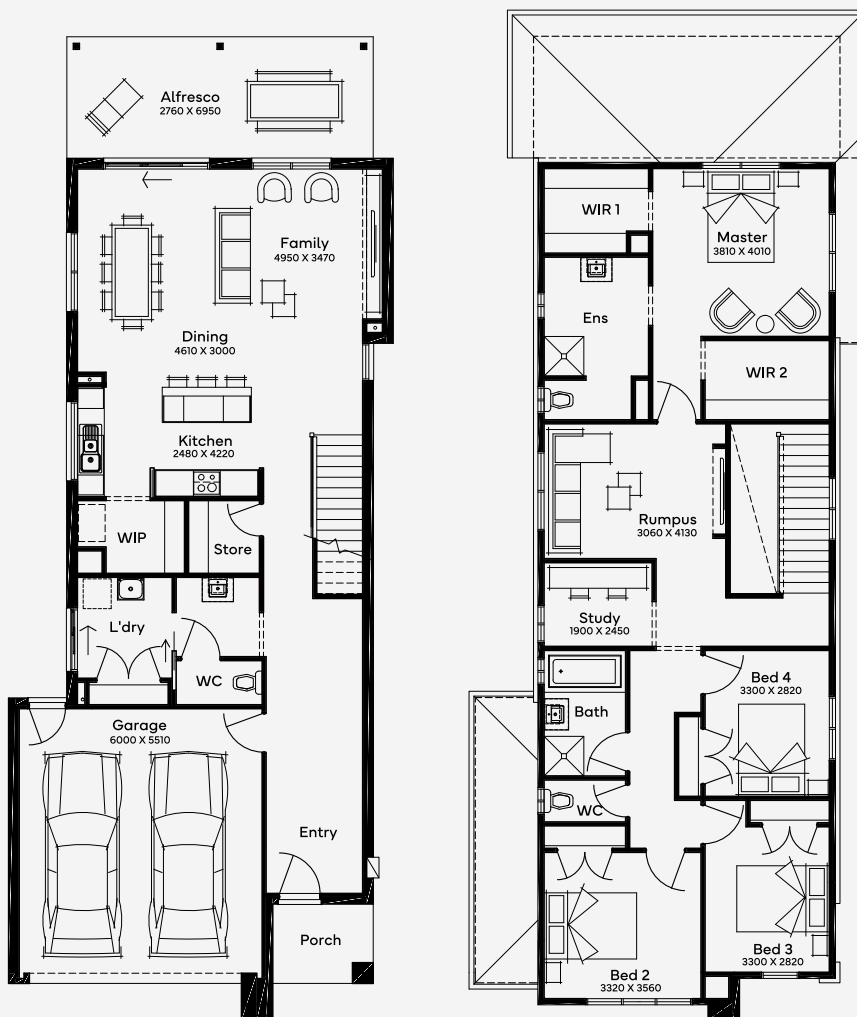 Alfresco
2760 X 6950
Family
4950 X 3470
Dining
4610 X 3000
Kitchen
2480 X 4220
WIP
Store
L'dry
WC
Garage
6000 X 5510
Entry
Porch
WIR 1
Master
3810 X 4010
Ens
WIR 2
Rumpus
3060 X 4130
Study
1900 X 2450
Bed 4
3300 X 2820
Bath
WC
Bed 3
3300 X 2820
Bed 2
3320 X 3560